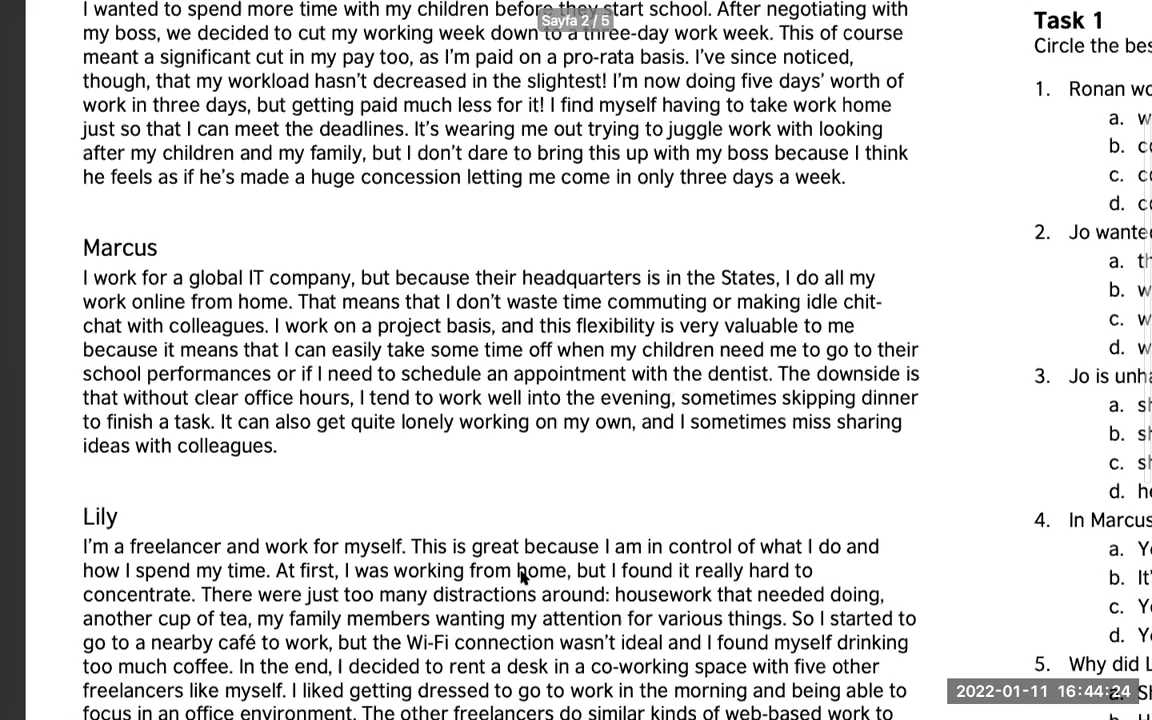 I wanted to spend more time with my children before they start school. After negotiating with
Sayfa 2 / 5
my boss, we decided to cut my working week down to a three-day work week. This of course
meant a significant cut in my pay too, as I'm paid on a pro-rata basis. I've since noticed,
though, that my workload hasn't decreased in the slightest! I'm now doing five days' worth of
work in three days, but getting paid much less for it! I find myself having to take work home
just so that I can meet the deadlines. It's wearing me out trying to juggle work with looking
after my children and my family, but I don't dare to bring this up with my boss because I think
he feels as if he's made a huge concession letting me come in only three days a week.
Marcus
I work for a global IT company, but because their headquarters is in the States, I do all my
work online from home. That means that I don't waste time commuting or making idle chit-
chat with colleagues. I work on a project basis, and this flexibility is very valuable to me
because it means that I can easily take some time off when my children need me to go to their
school performances or if I need to schedule an appointment with the dentist. The downside is
that without clear office hours, I tend to work well into the evening, sometimes skipping dinner
to finish a task. It can also get quite lonely working on my own, and I sometimes miss sharing
ideas with colleagues.
Lily
I'm a freelancer and work for myself. This is great because I am in control of what I do and
how I spend my time. At first, I was working from home, but I found it really hard to
concentrate. There were just too many distractions around: housework that needed doing,
another cup of tea, my family members wanting my attention for various things. So I started to
go to a nearby café to work, but the Wi-Fi connection wasn't ideal and I found myself drinking
too much coffee. In the end, I decided to rent a desk in a co-working space with five other
freelancers like myself. I liked getting dressed to go to work in the morning and being able to
focus in an office environment. The other freelancers do similar kinds of web-based work to
Task 1
Circle the bes
1. Ronan wo
a. w
b. co
c. co
d. co
2. Jo wante
a. th
b. w
c. w
d. w
3. Jo is unha
a. sh
b. sh
c. sh
d. he
4. In Marcus
a. Yo
b. It'
c. Yo
d. Yo
5. Why did L
a. Sh
2022-01-11 16:44:24